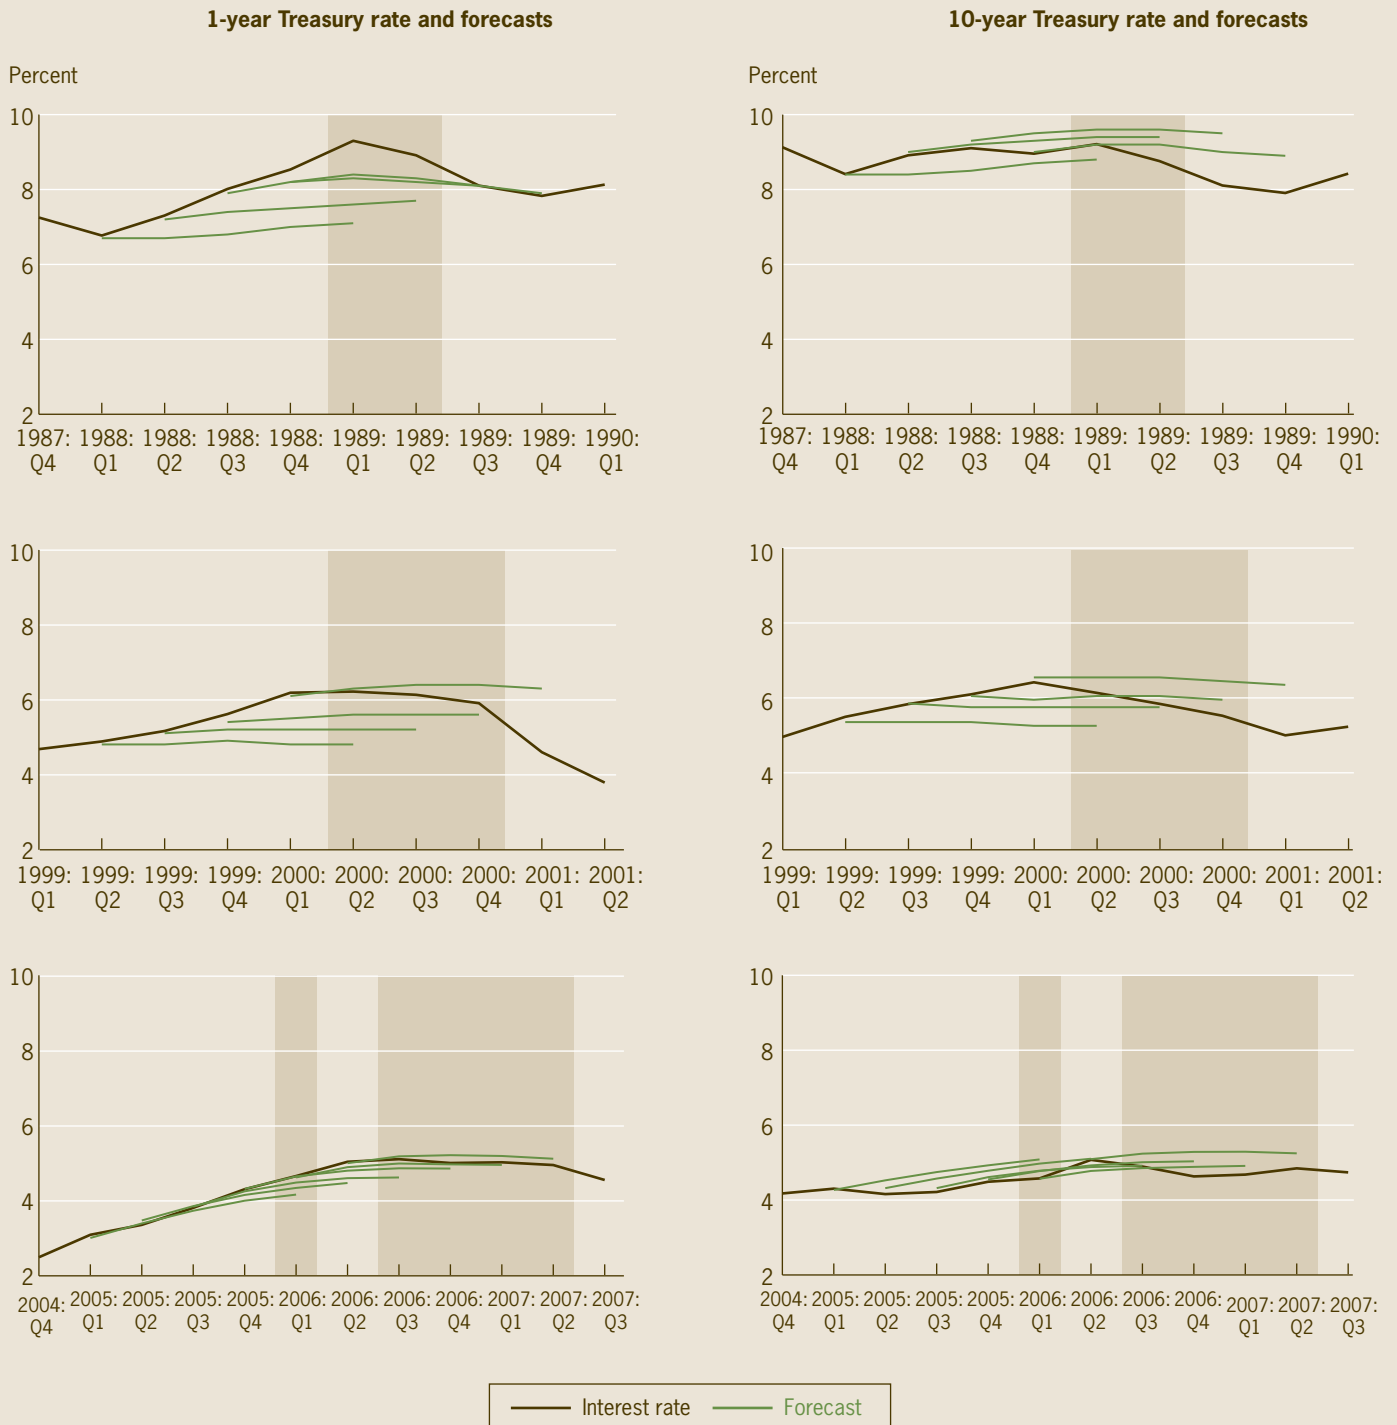 1-year Treasury rate and forecasts
10-year Treasury rate and forecasts
Percent
Percent
10
8
6
4
2
1987: 1988: 1988: 1988: 1988: 1989: 1989: 1989: 1989: 1990:
Q4 Q1 Q2 Q3 Q4 Q1 Q2 Q3 Q4 Q1
10
8
6
4
2
1987: 1988: 1988: 1988: 1988: 1989: 1989: 1989: 1989: 1990:
Q4 Q1 Q2 Q3 Q4 Q1 Q2 Q3 Q4 Q1
10
8
6
4
2
1999: 1999: 1999: 1999: 2000: 2000: 2000: 2000: 2001: 2001:
Q1 Q2 Q3 Q4 Q1 Q2 Q3 Q4 Q1 Q2
10
8
6
4
2
1999: 1999: 1999: 1999: 2000: 2000: 2000: 2000: 2001: 2001:
Q1 Q2 Q3 Q4 Q1 Q2 Q3 Q4 Q1 Q2
10
8
6
4
2
2004: 2005: 2005: 2005: 2005: 2006: 2006: 2006: 2006: 2007: 2007: 2007:
Q4 Q1 Q2 Q3 Q4 Q1 Q2 Q3 Q4 Q1 Q2 Q3
10
8
6
4
2
2004: 2005: 2005: 2005: 2005: 2006: 2006: 2006: 2006: 2007: 2007: 2007:
Q4 Q1 Q2 Q3 Q4 Q1 Q2 Q3 Q4 Q1 Q2 Q3
Interest rate Forecast